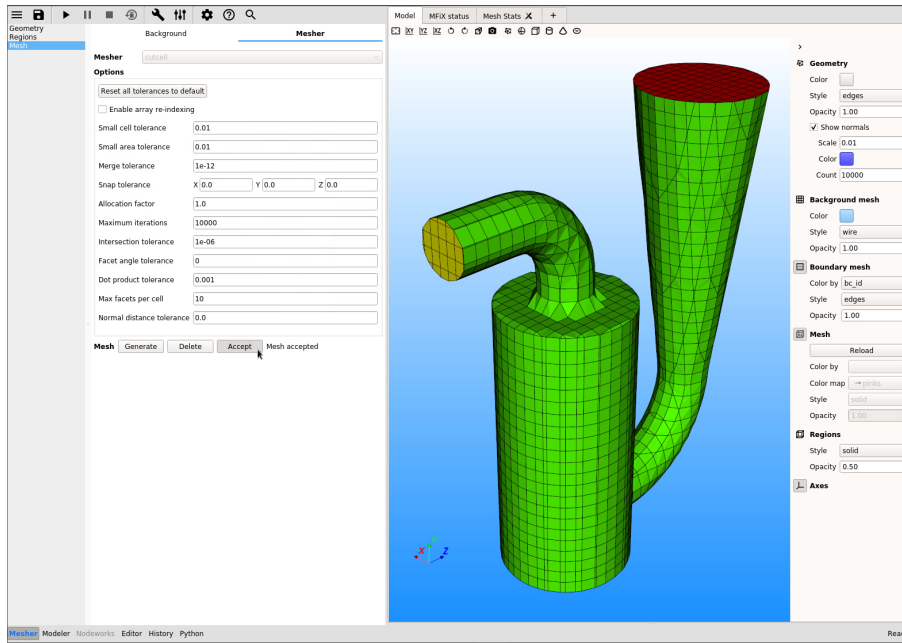 Geometry
Regions
Mesh
Background Mesher
Mesher cutcell
Options
Reset all tolerances to default
Enable array re-indexing
Small cell tolerance 0.01
Small area tolerance 0.01
Merge tolerance 1e-12
Snap tolerance X 0.0 Y 0.0 Z 0.0
Allocation factor 1.0
Maximum iterations 10000
Intersection tolerance 1e-06
Facet angle tolerance 0
Dot product tolerance 0.001
Max facets per cell 10
Normal distance tolerance 0.0
Mesh Generate Delete Accept Mesh accepted
Model MFiX status Mesh Stats +
XY YZ XZ
X Y Z
Geometry
Color
Style edges
Opacity 1.00
Show normals
Scale 0.01
Color
Count 10000
Background mesh
Color
Style wire
Opacity 1.00
Boundary mesh
Color by bc_id
Style edges
Opacity 1.00
Mesh
Reload
Color by
Color map pinks
Style solid
Opacity 1.00
Regions
Style solid
Opacity 0.50
Axes
Mesher Modeler Nodeworks Editor History Python